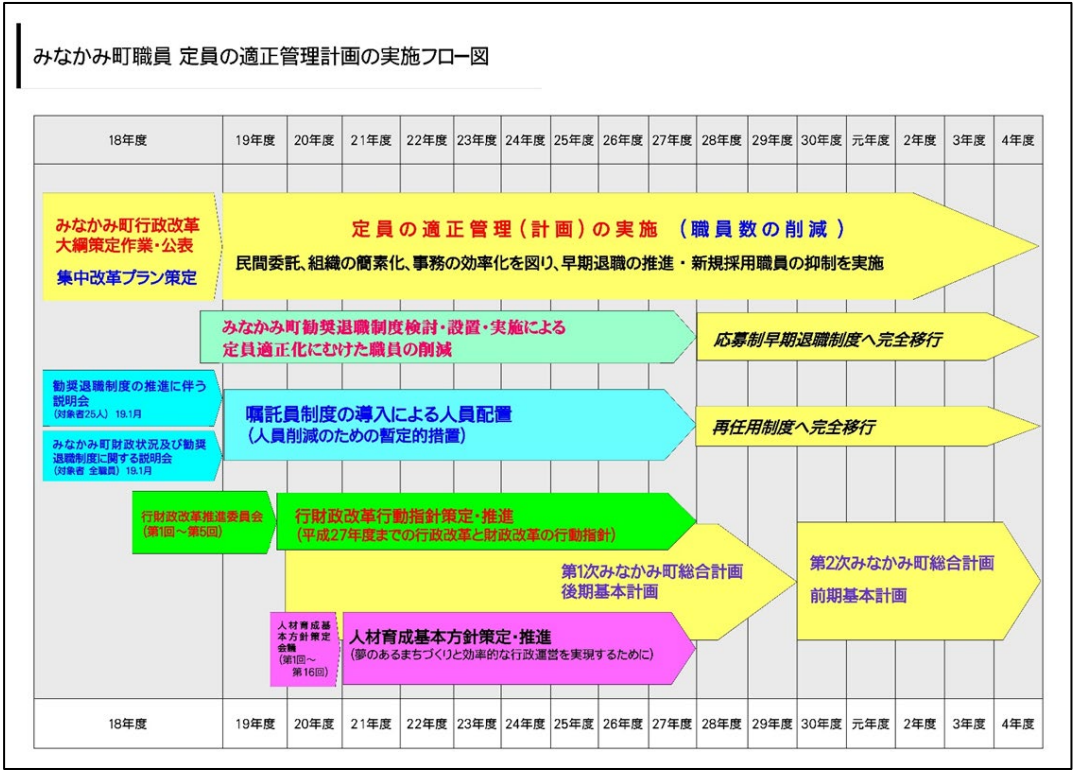 みなかみ町職員 定員の適正管理計画の実施フロー図
18年度 19年度 20年度 21年度 22年度 23年度 24年度 25年度 26年度 27年度 28年度 29年度 30年度 元年度 2年度 3年度 4年度
みなかみ町行政改革
大綱策定作業・公表
集中改革プラン策定
定員の適正管理(計画)の実施 (職員数の削減)
民間委託、組織の簡素化、事務の効率化を図り、早期退職の推進・新規採用職員の抑制を実施
みなかみ町勧奨退職制度検討・設置・実施による
定員適正化にむけた職員の削減
応募制早期退職制度へ完全移行
勧奨退職制度の推進に伴う
説明会
(対象者25人) 19.1月
みなかみ町財政状況及び勧奨
退職制度に関する説明会
(対象者 全職員) 19.1月
嘱託員制度の導入による人員配置
(人員削減のための暫定的措置)
再任用制度へ完全移行
行財政改革推進委員会
(第1回～第5回)
行財政改革行動指針策定・推進
(平成27年度までの行政改革と財政改革の行動指針)
第1次みなかみ町総合計画
後期基本計画
第2次みなかみ町総合計画
前期基本計画
人材育成基
本方針策定
会議
(第1回～
第16回)
人材育成基本方針策定・推進
(夢のあるまちづくりと効率的な行政運営を実現するために)
18年度 19年度 20年度 21年度 22年度 23年度 24年度 25年度 26年度 27年度 28年度 29年度 30年度 元年度 2年度 3年度 4年度